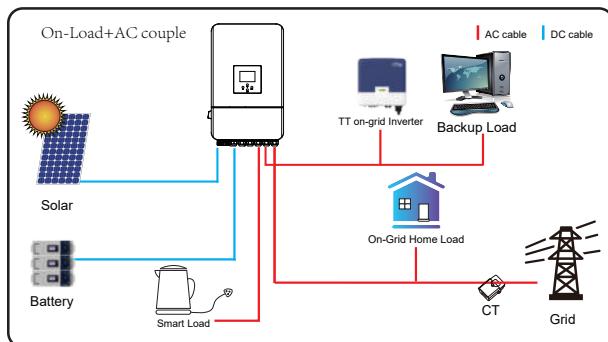 On-Load+AC couple
AC cable
DC cable
TT on-grid Inverter
Backup Load
Solar
On-Grid Home Load
Battery
Smart Load
CT
Grid